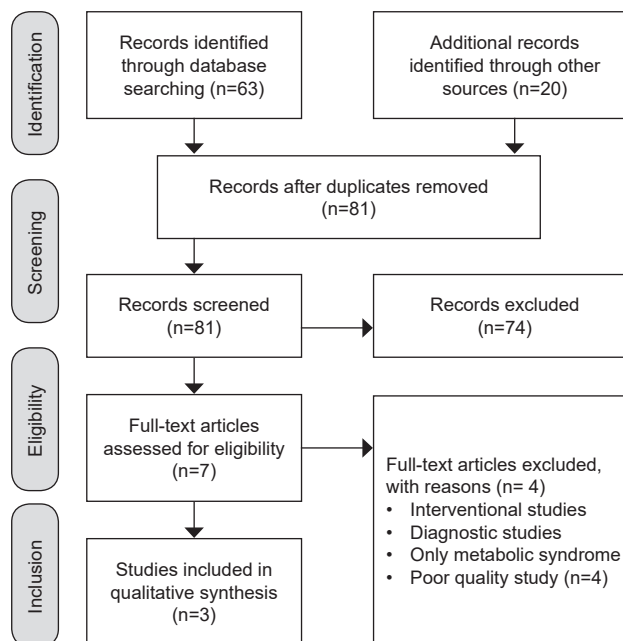 Identification
Records identified
through database
searching (n=63)
Additional records
identified through other
sources (n=20)
Records after duplicates removed
(n=81)
Screening
Records screened
(n=81)
Records excluded
(n=74)
Eligibility
Full-text articles
assessed for eligibility
(n=7)
Full-text articles excluded,
with reasons (n= 4)
• Interventional studies
• Diagnostic studies
• Only metabolic syndrome
• Poor quality study (n=4)
Inclusion
Studies included in
qualitative synthesis
(n=3)